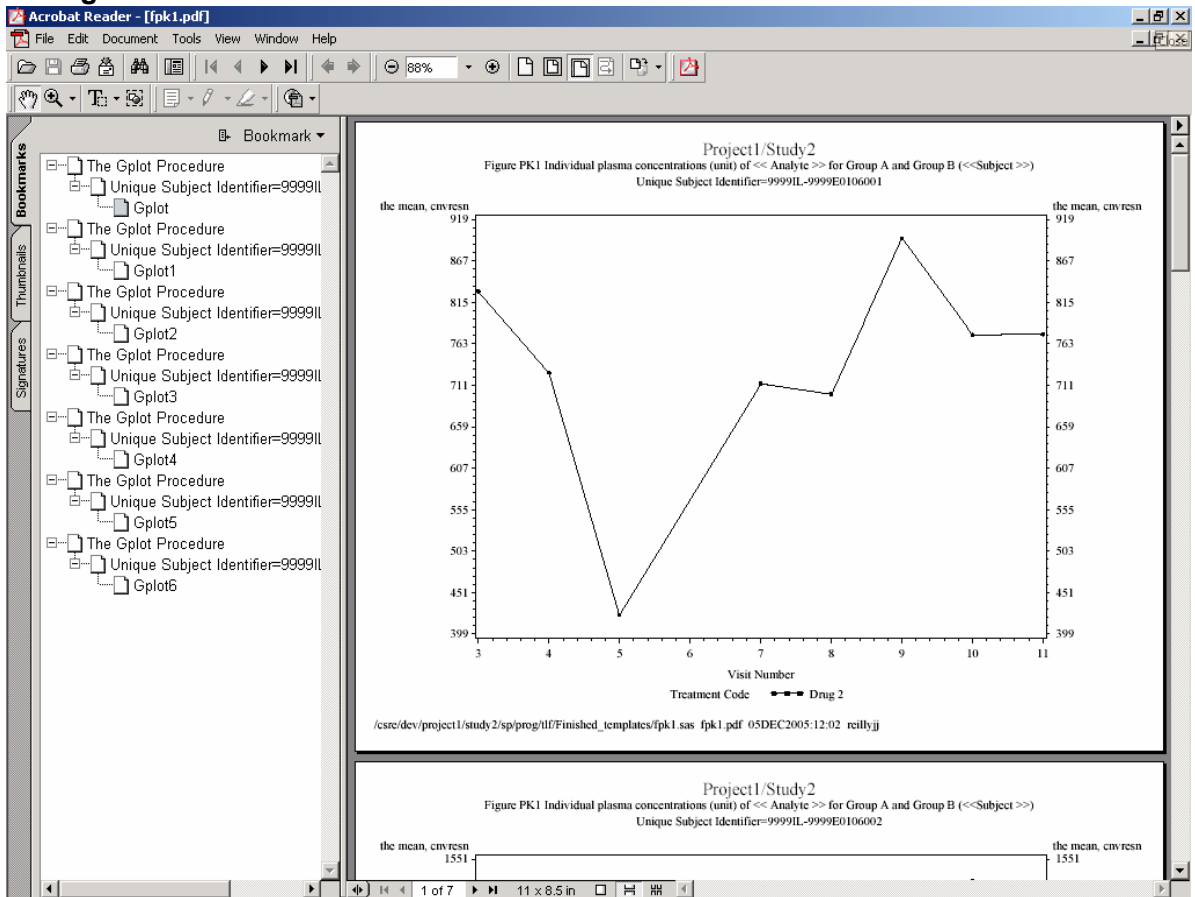 Acrobat Reader - [fpk1.pdf]
File Edit Document Tools View Window Help
88%
Bookmarks
Thumbnails
Signatures
Bookmark
The Gplot Procedure
Unique Subject Identifier=9999IL
Gplot
The Gplot Procedure
Unique Subject Identifier=9999IL
Gplot1
The Gplot Procedure
Unique Subject Identifier=9999IL
Gplot2
The Gplot Procedure
Unique Subject Identifier=9999IL
Gplot3
The Gplot Procedure
Unique Subject Identifier=9999IL
Gplot4
The Gplot Procedure
Unique Subject Identifier=9999IL
Gplot5
The Gplot Procedure
Unique Subject Identifier=9999IL
Gplot6
Project1/Study2
Figure PK1 Individual plasma concentrations (unit) of << Analyte >> for Group A and Group B (<<Subject >>)
Unique Subject Identifier=9999IL-9999E0106001
the mean, cnvresn the mean, cnvresn
919 919
867 867
815 815
763 763
711 711
659 659
607 607
555 555
503 503
451 451
399 399
3 4 5 6 7 8 9 10 11
Visit Number
Treatment Code Drug 2
/csre/dev/project1/study2/sp/prog/tlf/Finished_templates/fpk1.sas fpk1.pdf 05DEC2005:12:02 reillyjj
Project1/Study2
Figure PK1 Individual plasma concentrations (unit) of << Analyte >> for Group A and Group B (<<Subject >>)
Unique Subject Identifier=9999IL-9999E0106002
the mean, cnvresn the mean, cnvresn
1551 1551
1 of 7 11 x 8.5 in